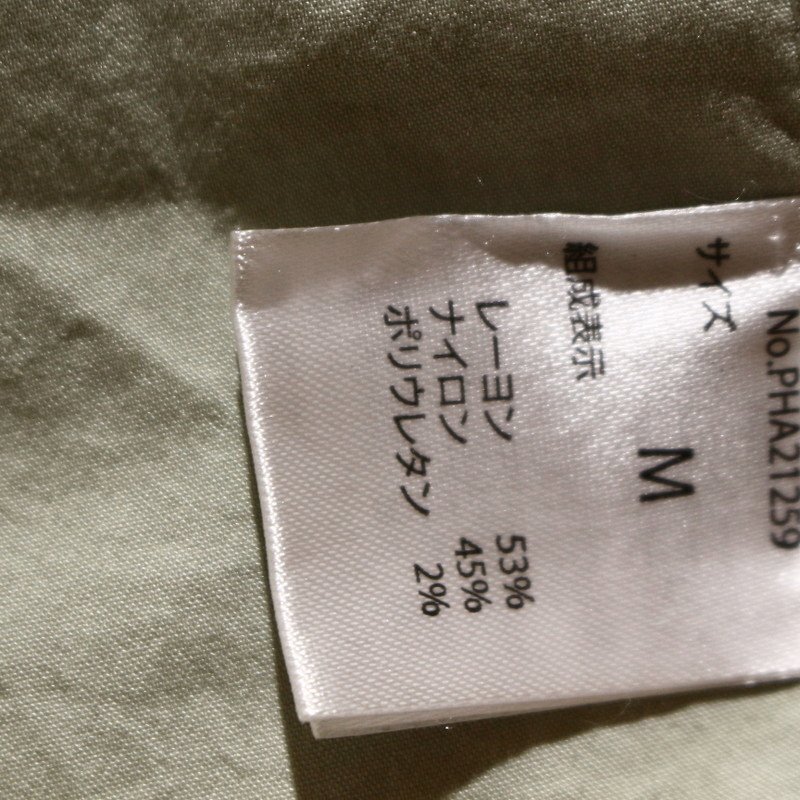 No.PHA21259
サイズ
M
組成表示
レーヨン 53%
ナイロン 45%
ポリウレタン 2%